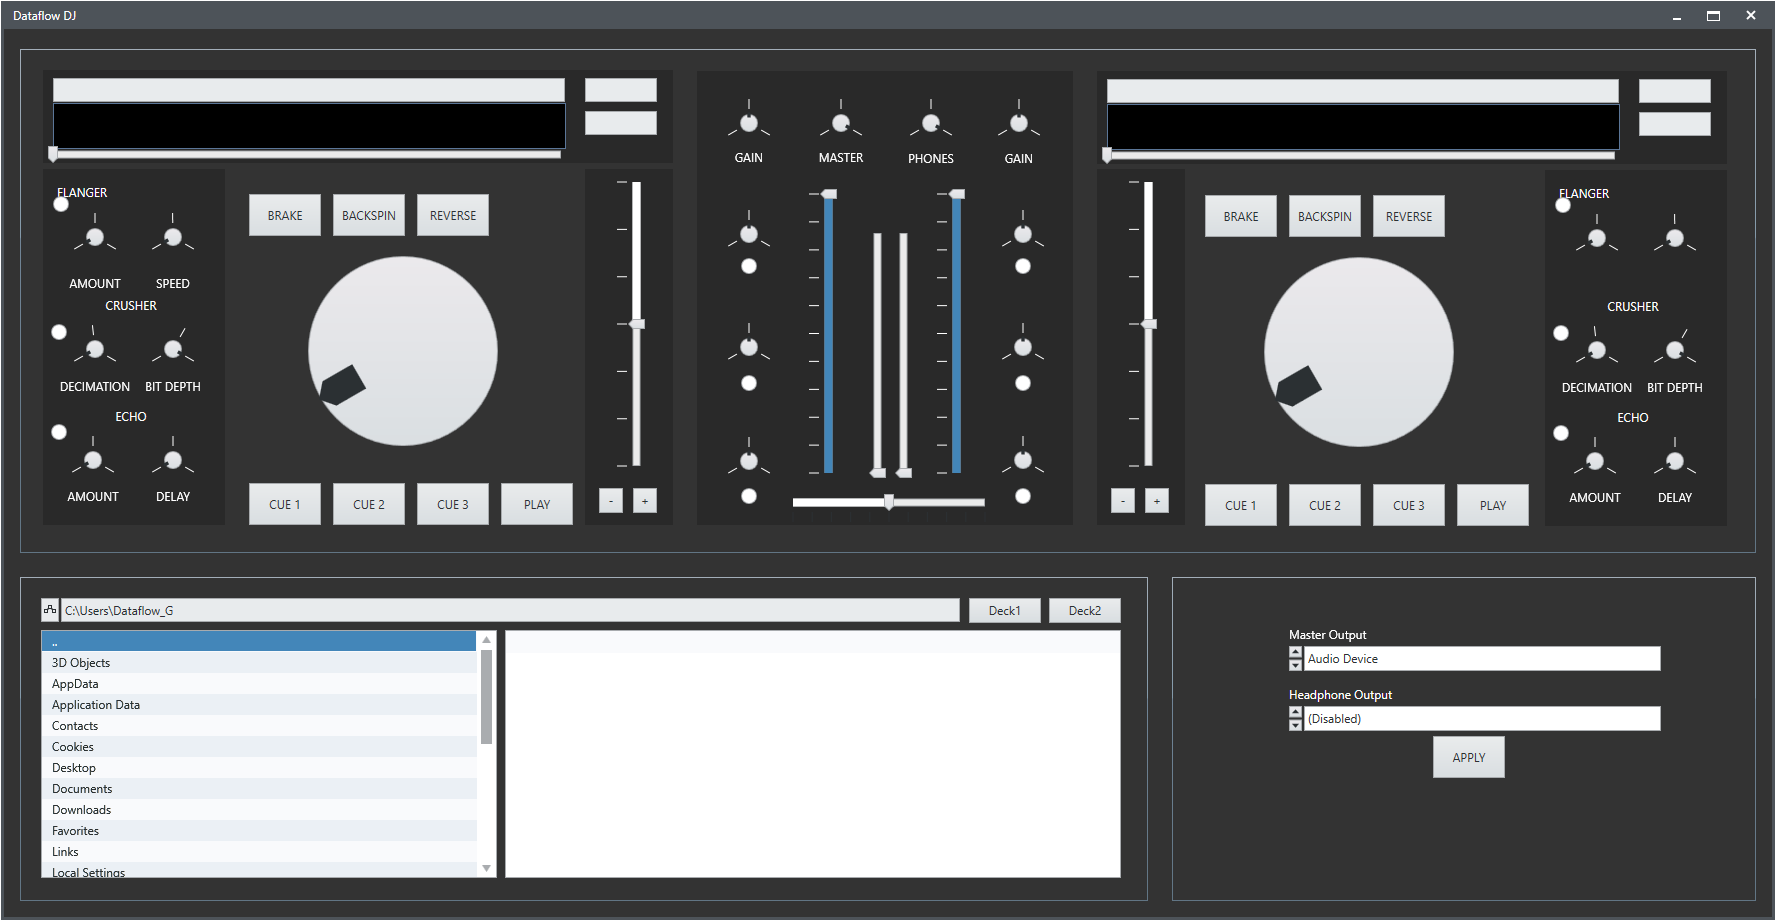 Dataflow DJ
GAIN MASTER PHONES GAIN
FLANGER
AMOUNT SPEED
CRUSHER
DECIMATION BIT DEPTH
ECHO
AMOUNT DELAY
BRAKE BACKSPIN REVERSE
CUE 1 CUE 2 CUE 3 PLAY
- +
- +
BRAKE BACKSPIN REVERSE
CUE 1 CUE 2 CUE 3 PLAY
FLANGER
CRUSHER
DECIMATION BIT DEPTH
ECHO
AMOUNT DELAY
C:\Users\Dataflow_G
Deck1 Deck2
..
3D Objects
AppData
Application Data
Contacts
Cookies
Desktop
Documents
Downloads
Favorites
Links
Local Settings
Master Output
Audio Device
Headphone Output
(Disabled)
APPLY